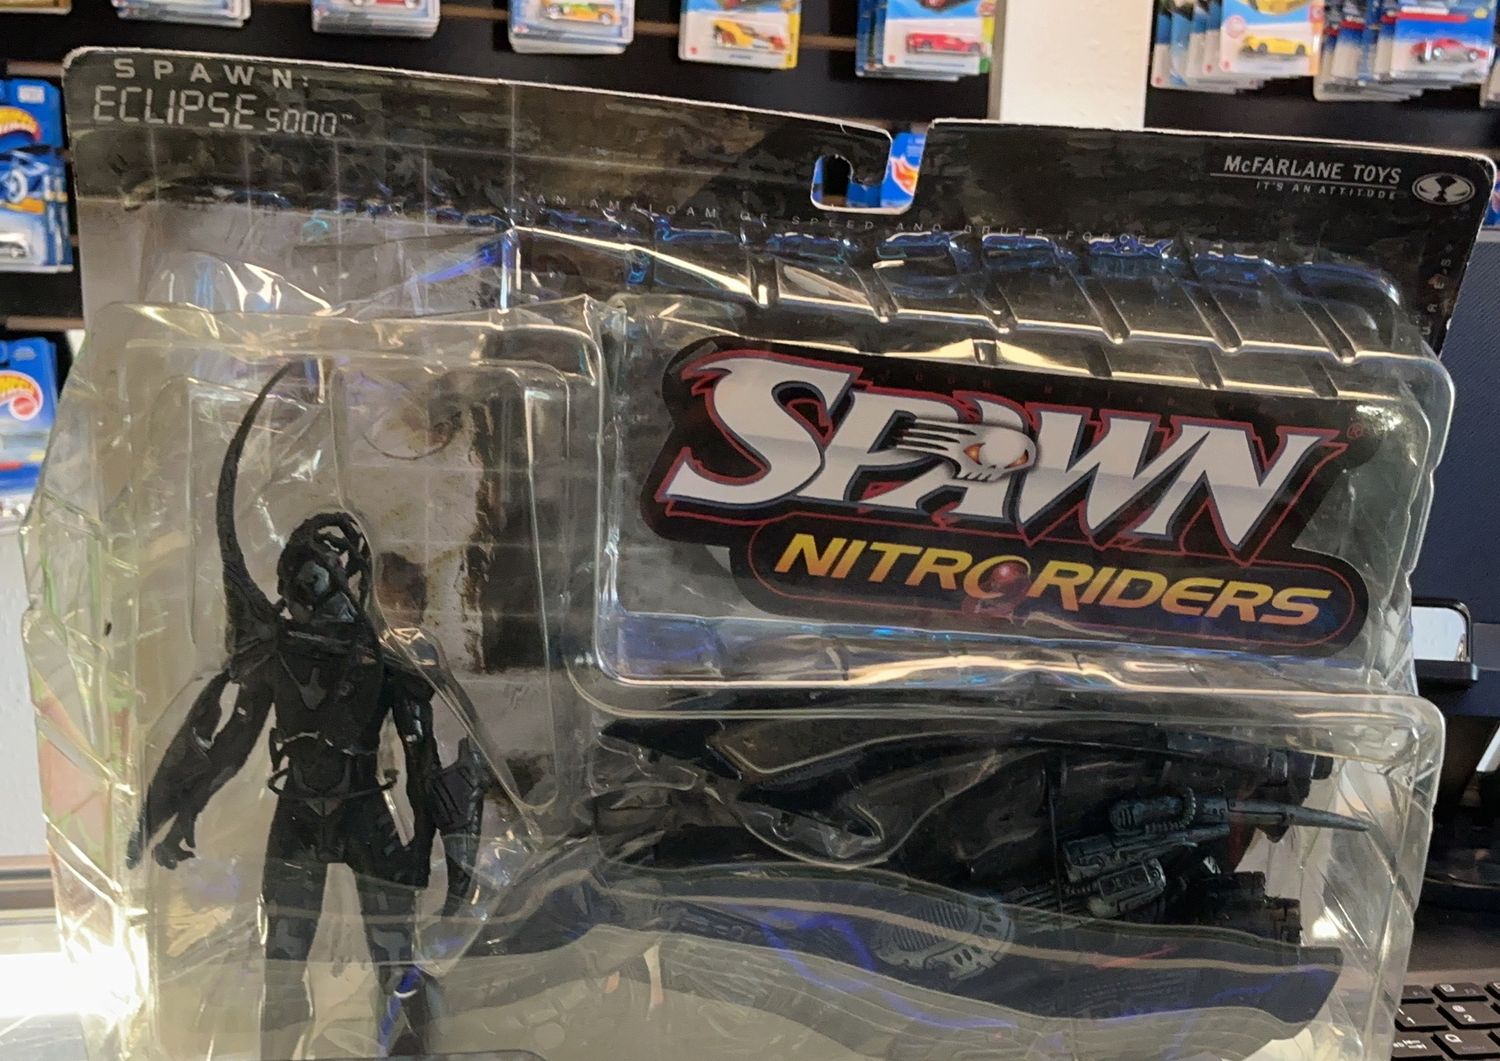 SPAWN:
ECLIPSE 5000™
McFARLANE TOYS
IT'S AN ATTITUDE
AN AMALGAM OF SPEED AND BRUTE FORCE
SPAWN®
NITRORIDERS